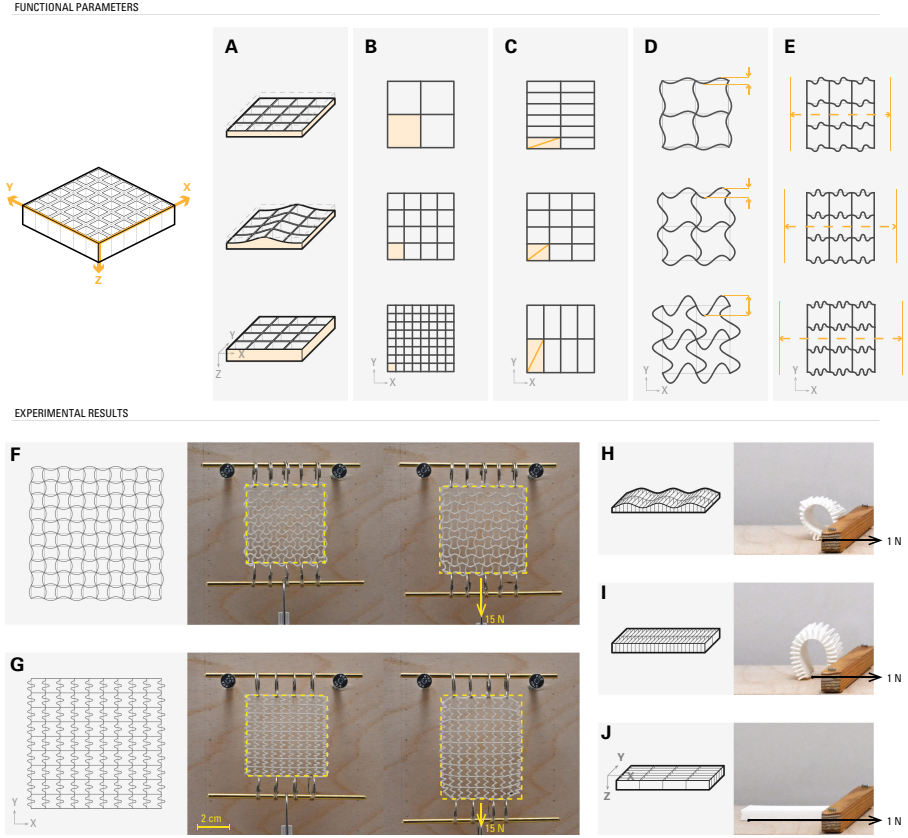 FUNCTIONAL PARAMETERS
A
B
C
D
E
Y
X
Z
Y
X
Z
Y
X
Y
X
Y
X
Y
X
EXPERIMENTAL RESULTS
F
15 N
H
1 N
I
1 N
G
Y
X
2 cm
15 N
J
Y
X
Z
1 N